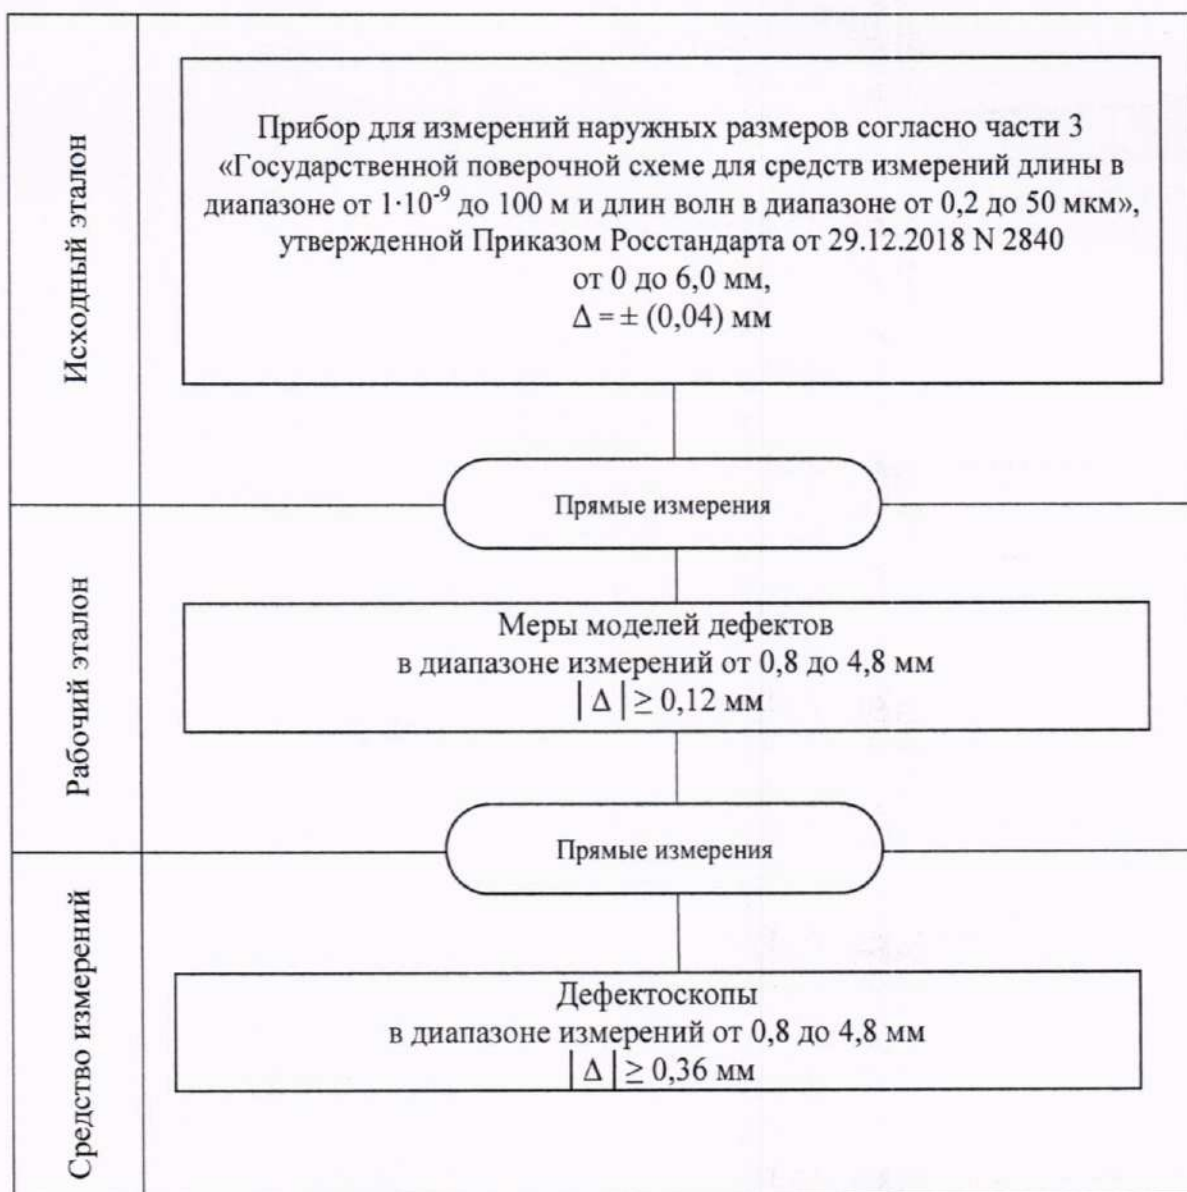 Исходный эталон
Прибор для измерений наружных размеров согласно части 3
«Государственной поверочной схеме для средств измерений длины в
диапазоне от 1·10⁻⁹ до 100 м и длин волн в диапазоне от 0,2 до 50 мкм»,
утвержденной Приказом Росстандарта от 29.12.2018 N 2840
от 0 до 6,0 мм,
Δ = ± (0,04) мм
Прямые измерения
Рабочий эталон
Меры моделей дефектов
в диапазоне измерений от 0,8 до 4,8 мм
| Δ | ≥ 0,12 мм
Прямые измерения
Средство измерений
Дефектоскопы
в диапазоне измерений от 0,8 до 4,8 мм
| Δ | ≥ 0,36 мм